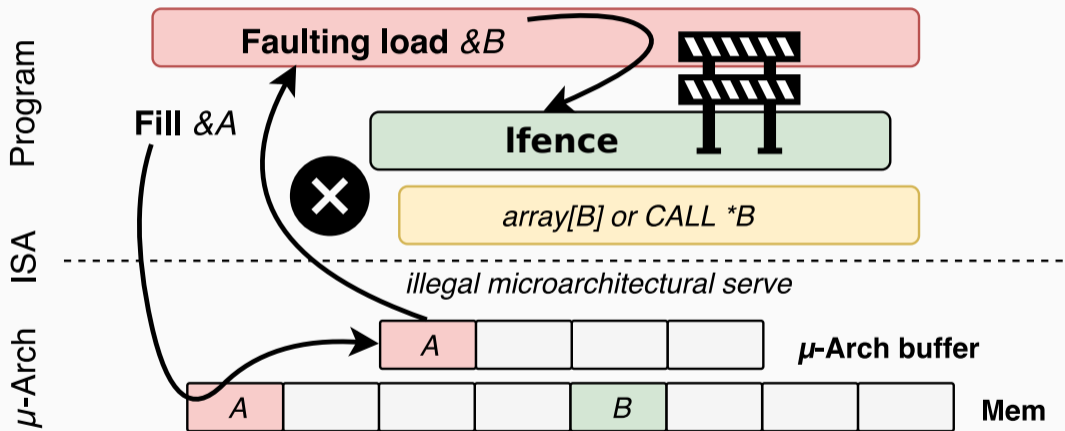 Faulting load &B
Fill &A
lfence
array[B] or CALL *B
Program
ISA
illegal microarchitectural serve
A
μ-Arch buffer
μ-Arch
A
B
Mem